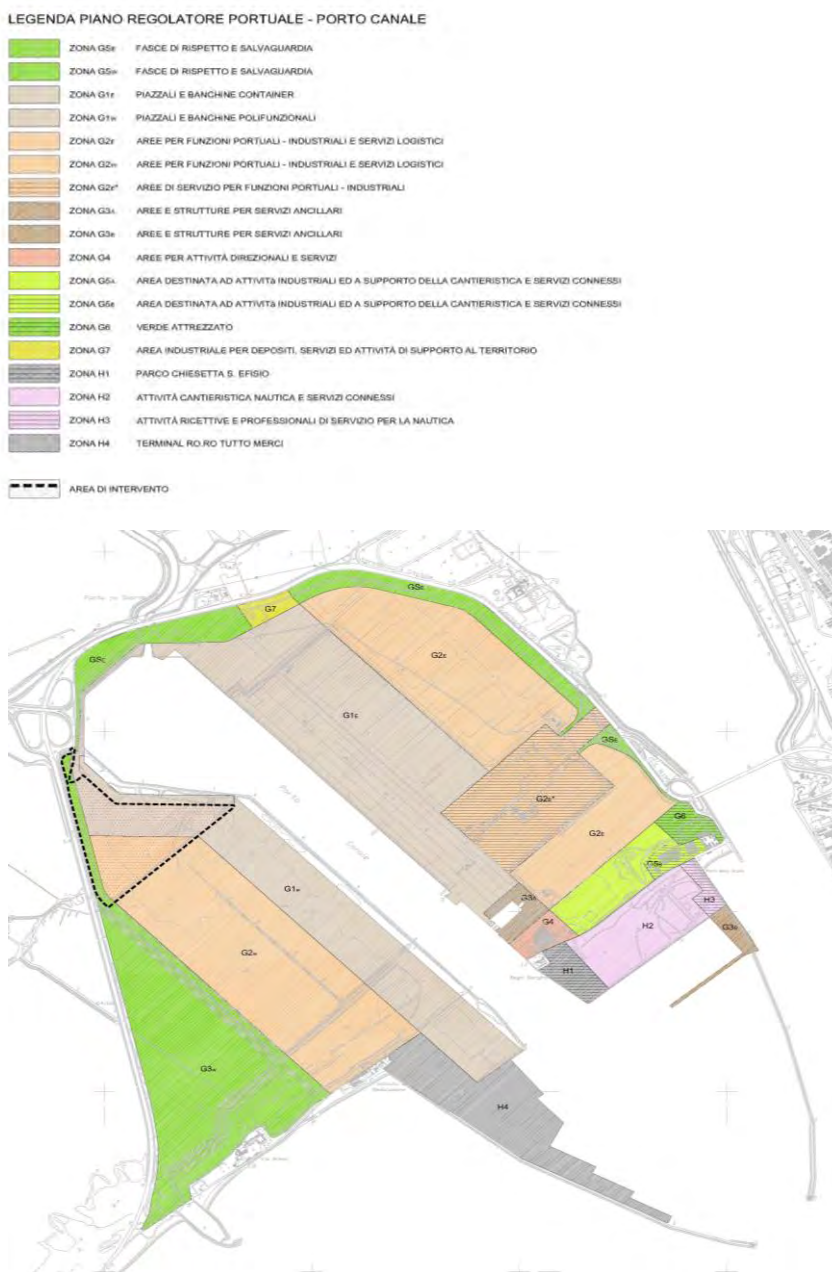 LEGENDA PIANO REGOLATORE PORTUALE - PORTO CANALE
ZONA GSE FASCE DI RISPETTO E SALVAGUARDIA
ZONA GSW FASCE DI RISPETTO E SALVAGUARDIA
ZONA G1E PIAZZALI E BANCHINE CONTAINER
ZONA G1W PIAZZALI E BANCHINE POLIFUNZIONALI
ZONA G2E AREE PER FUNZIONI PORTUALI - INDUSTRIALI E SERVIZI LOGISTICI
ZONA G2W AREE PER FUNZIONI PORTUALI - INDUSTRIALI E SERVIZI LOGISTICI
ZONA G2E* AREE DI SERVIZIO PER FUNZIONI PORTUALI - INDUSTRIALI
ZONA G3A AREE E STRUTTURE PER SERVIZI ANCILLARI
ZONA G3B AREE E STRUTTURE PER SERVIZI ANCILLARI
ZONA G4 AREE PER ATTIVITÀ DIREZIONALI E SERVIZI
ZONA G5A AREA DESTINATA AD ATTIVITà INDUSTRIALI ED A SUPPORTO DELLA CANTIERISTICA E SERVIZI CONNESSI
ZONA G5B AREA DESTINATA AD ATTIVITà INDUSTRIALI ED A SUPPORTO DELLA CANTIERISTICA E SERVIZI CONNESSI
ZONA G6 VERDE ATTREZZATO
ZONA G7 AREA INDUSTRIALE PER DEPOSITI, SERVIZI ED ATTIVITÀ DI SUPPORTO AL TERRITORIO
ZONA H1 PARCO CHIESETTA S. EFISIO
ZONA H2 ATTIVITÀ CANTIERISTICA NAUTICA E SERVIZI CONNESSI
ZONA H3 ATTIVITÀ RICETTIVE E PROFESSIONALI DI SERVIZIO PER LA NAUTICA
ZONA H4 TERMINAL RO.RO TUTTO MERCI
AREA DI INTERVENTO
GSE
G7
G2E
GSE
G1E
GSE
G2E*
Porto
Canale
G2E
G6
G3A
G1W
G4
H3
H2
G3B
G2W
H1
G3W
H4